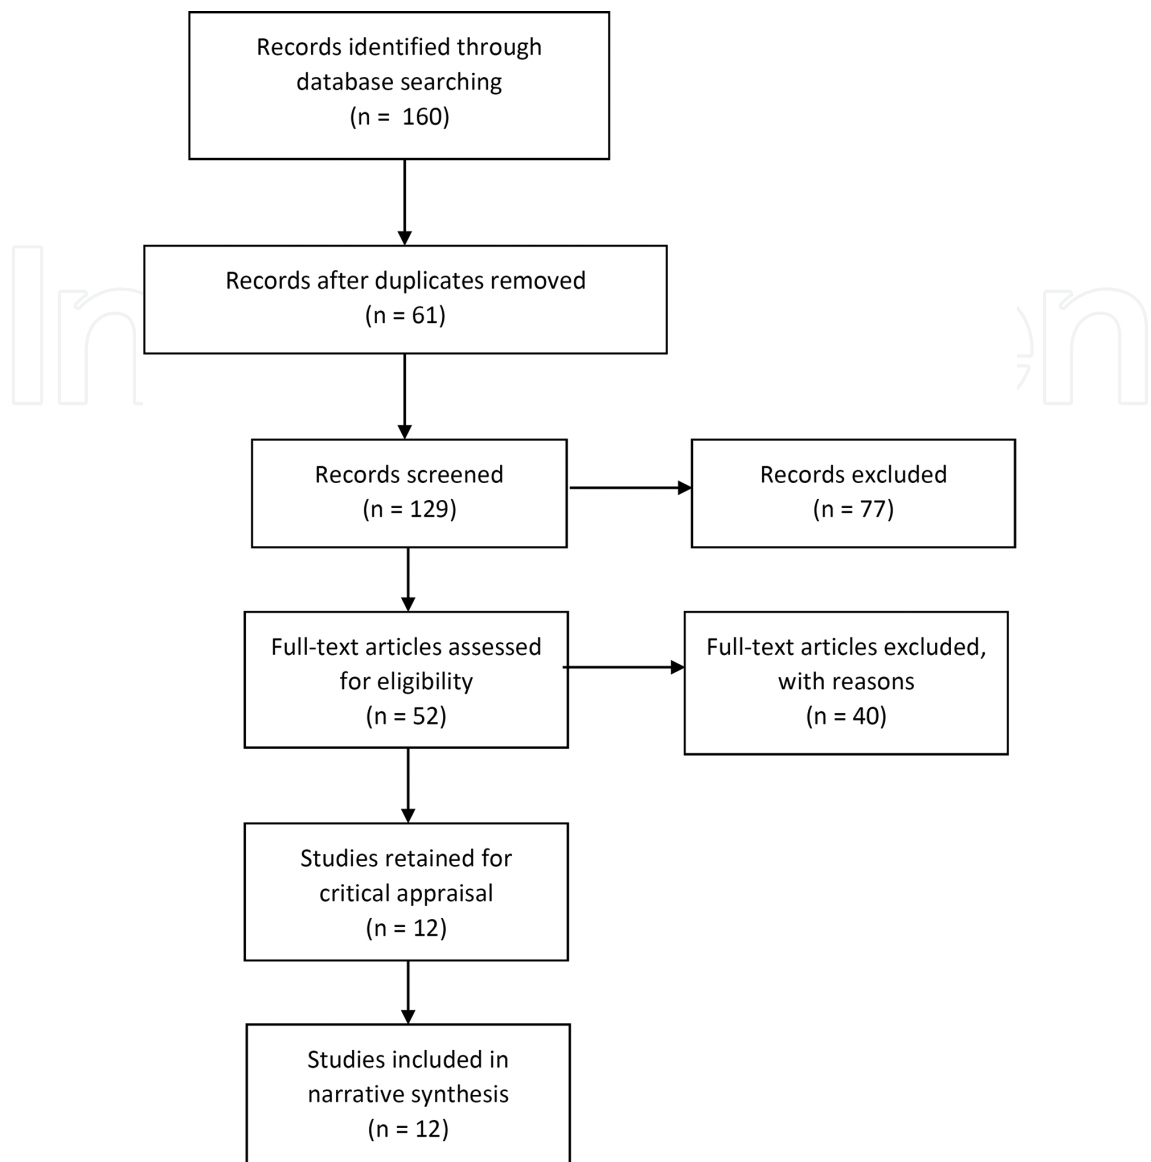 Records identified through
database searching
(n = 160)
Records after duplicates removed
(n = 61)
Records screened
(n = 129)
Records excluded
(n = 77)
Full-text articles assessed
for eligibility
(n = 52)
Full-text articles excluded,
with reasons
(n = 40)
Studies retained for
critical appraisal
(n = 12)
Studies included in
narrative synthesis
(n = 12)